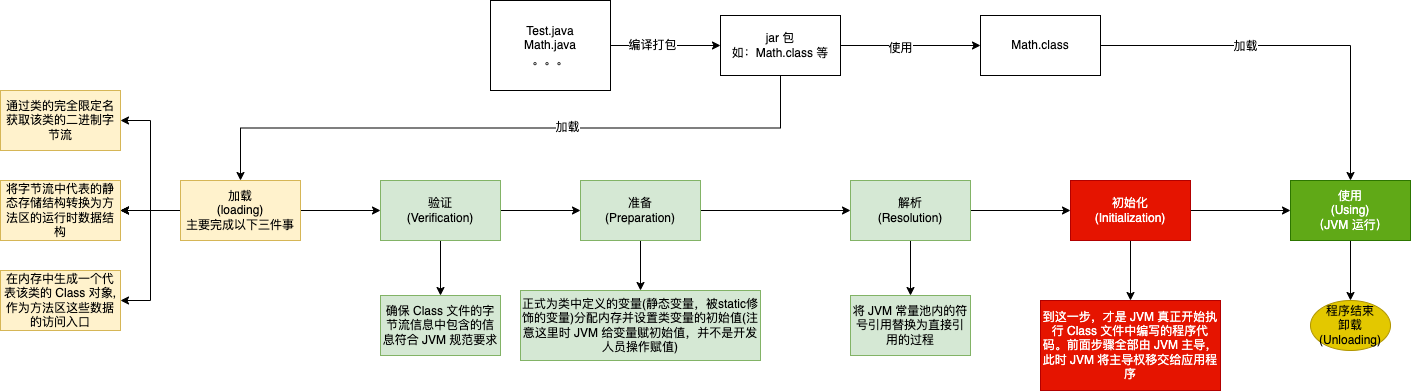 Test.java
Math.java
。。。
编译打包
jar 包
如：Math.class 等
使用
Math.class
加载
加载
通过类的完全限定名
获取该类的二进制字
节流
将字节流中代表的静
态存储结构转换为方
法区的运行时数据结
构
在内存中生成一个代
表该类的 Class 对象,
作为方法区这些数据
的访问入口
加载
(loading)
主要完成以下三件事
验证
(Verification)
准备
(Preparation)
解析
(Resolution)
初始化
(Initialization)
使用
(Using)
（JVM 运行）
确保 Class 文件的字
节流信息中包含的信
息符合 JVM 规范要求
正式为类中定义的变量(静态变量，被static修
饰的变量)分配内存并设置类变量的初始值(注
意这里时 JVM 给变量赋初始值，并不是开发
人员操作赋值)
将 JVM 常量池内的符
号引用替换为直接引
用的过程
到这一步，才是 JVM 真正开始执
行 Class 文件中编写的程序代
码。前面步骤全部由 JVM 主导，
此时 JVM 将主导权移交给应用程
序
程序结束
卸载
(Unloading)